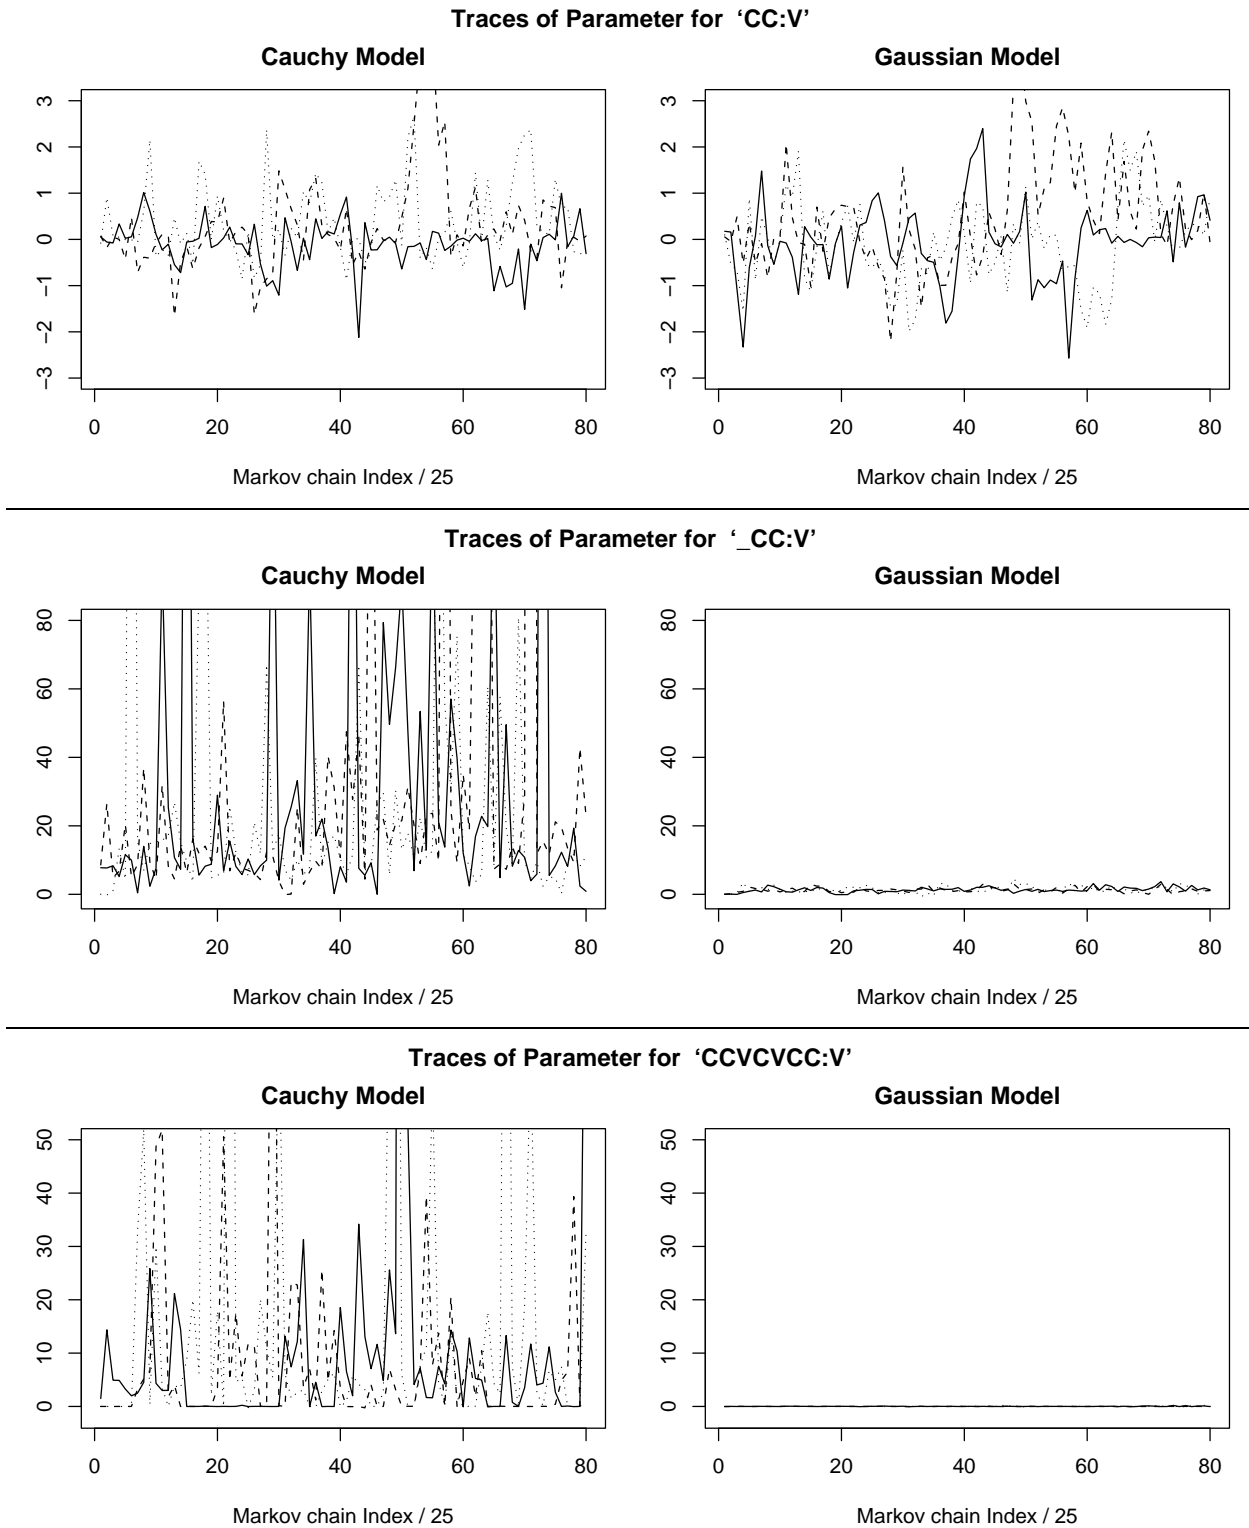 Traces of Parameter for ‘CC:V’
Cauchy Model
Gaussian Model
3
2
1
0
−1
−2
−3
0 20 40 60 80
Markov chain Index / 25
3
2
1
0
−1
−2
−3
0 20 40 60 80
Markov chain Index / 25
Traces of Parameter for ‘_CC:V’
Cauchy Model
Gaussian Model
80
60
40
20
0
0 20 40 60 80
Markov chain Index / 25
80
60
40
20
0
0 20 40 60 80
Markov chain Index / 25
Traces of Parameter for ‘CCVCVCC:V’
Cauchy Model
Gaussian Model
50
40
30
20
10
0
0 20 40 60 80
Markov chain Index / 25
50
40
30
20
10
0
0 20 40 60 80
Markov chain Index / 25